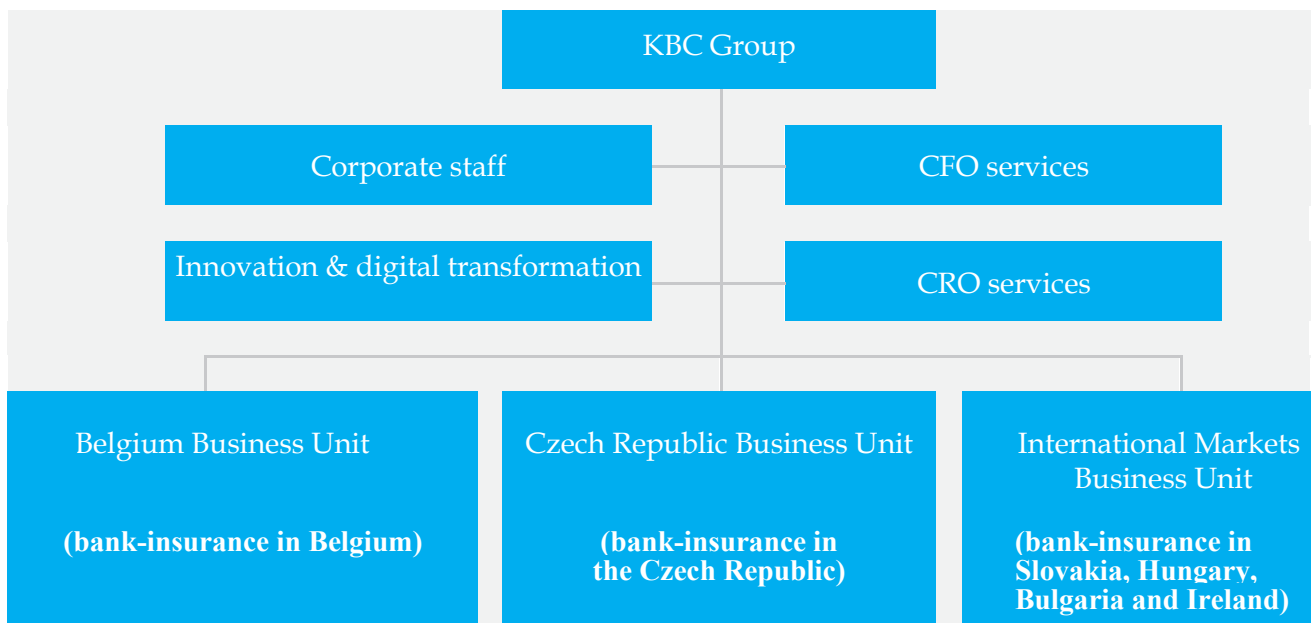 KBC Group
Corporate staff
CFO services
Innovation & digital transformation
CRO services
Belgium Business Unit
(bank-insurance in Belgium)
Czech Republic Business Unit
(bank-insurance in
the Czech Republic)
International Markets
Business Unit
(bank-insurance in
Slovakia, Hungary,
Bulgaria and Ireland)